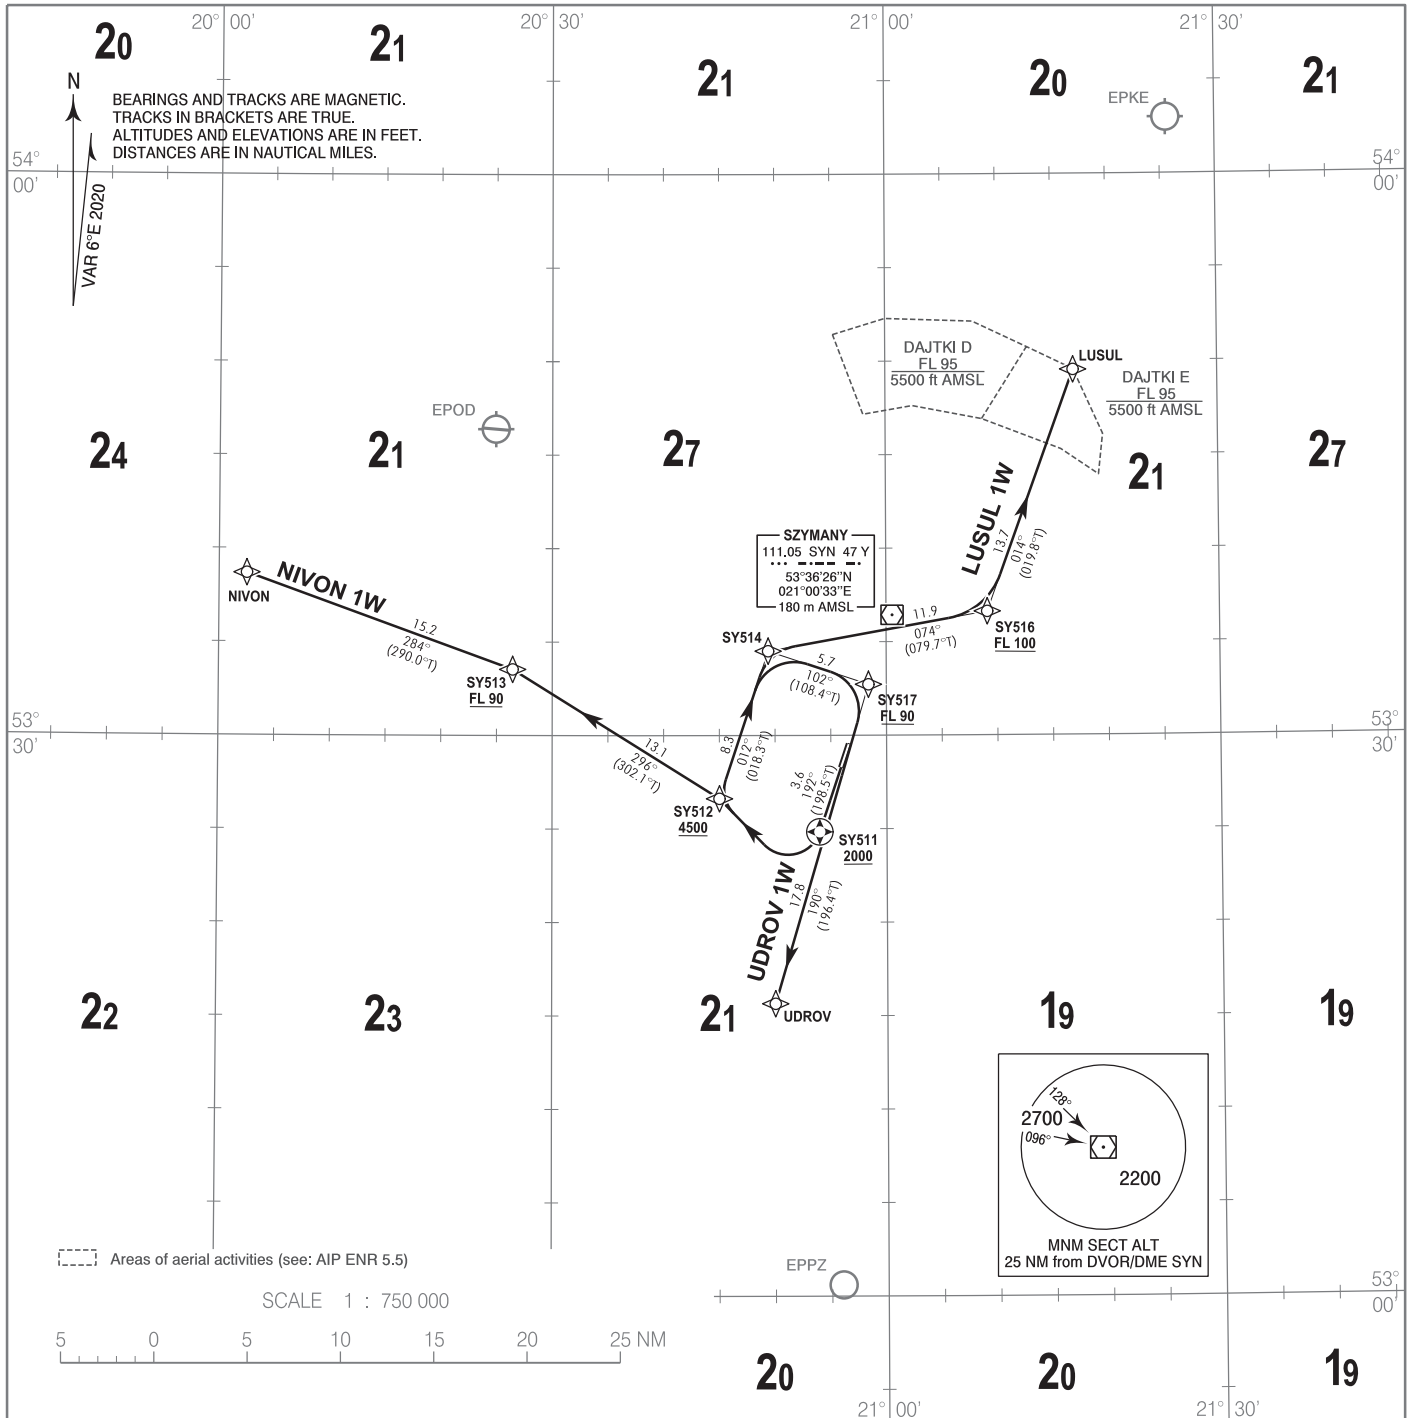 20° 00'
20° 30'
21° 00'
21° 30'
20
21
21
20
21
N
BEARINGS AND TRACKS ARE MAGNETIC.
TRACKS IN BRACKETS ARE TRUE.
ALTITUDES AND ELEVATIONS ARE IN FEET.
DISTANCES ARE IN NAUTICAL MILES.
VAR 6°E 2020
EPKE
54°
00'
54°
00'
DAJTKI D
FL 95
5500 ft AMSL
LUSUL
DAJTKI E
FL 95
5500 ft AMSL
EPOD
24
21
27
21
27
LUSUL 1W
13.7
014°
(019.8°T)
SZYMANY
111.05 SYN 47 Y
53°36'26"N
021°00'33"E
180 m AMSL
NIVON
NIVON 1W
15.2
284°
(290.0°T)
SY513
FL 90
SY514
11.9
074°
(079.7°T)
SY516
FL 100
5.7
102°
(108.4°T)
SY517
FL 90
53°
30'
53°
30'
13.1
296°
(302.1°T)
8.3
012°
(018.3°T)
3.6
192°
(198.5°T)
SY512
4500
SY511
2000
UDROV 1W
17.8
190°
(196.4°T)
UDROV
22
23
21
19
19
128°
2700
096°
2200
MNM SECT ALT
25 NM from DVOR/DME SYN
Areas of aerial activities (see: AIP ENR 5.5)
EPPZ
53°
00'
SCALE 1 : 750 000
5 0 5 10 15 20 25 NM
20
20
19
21° 00'
21° 30'